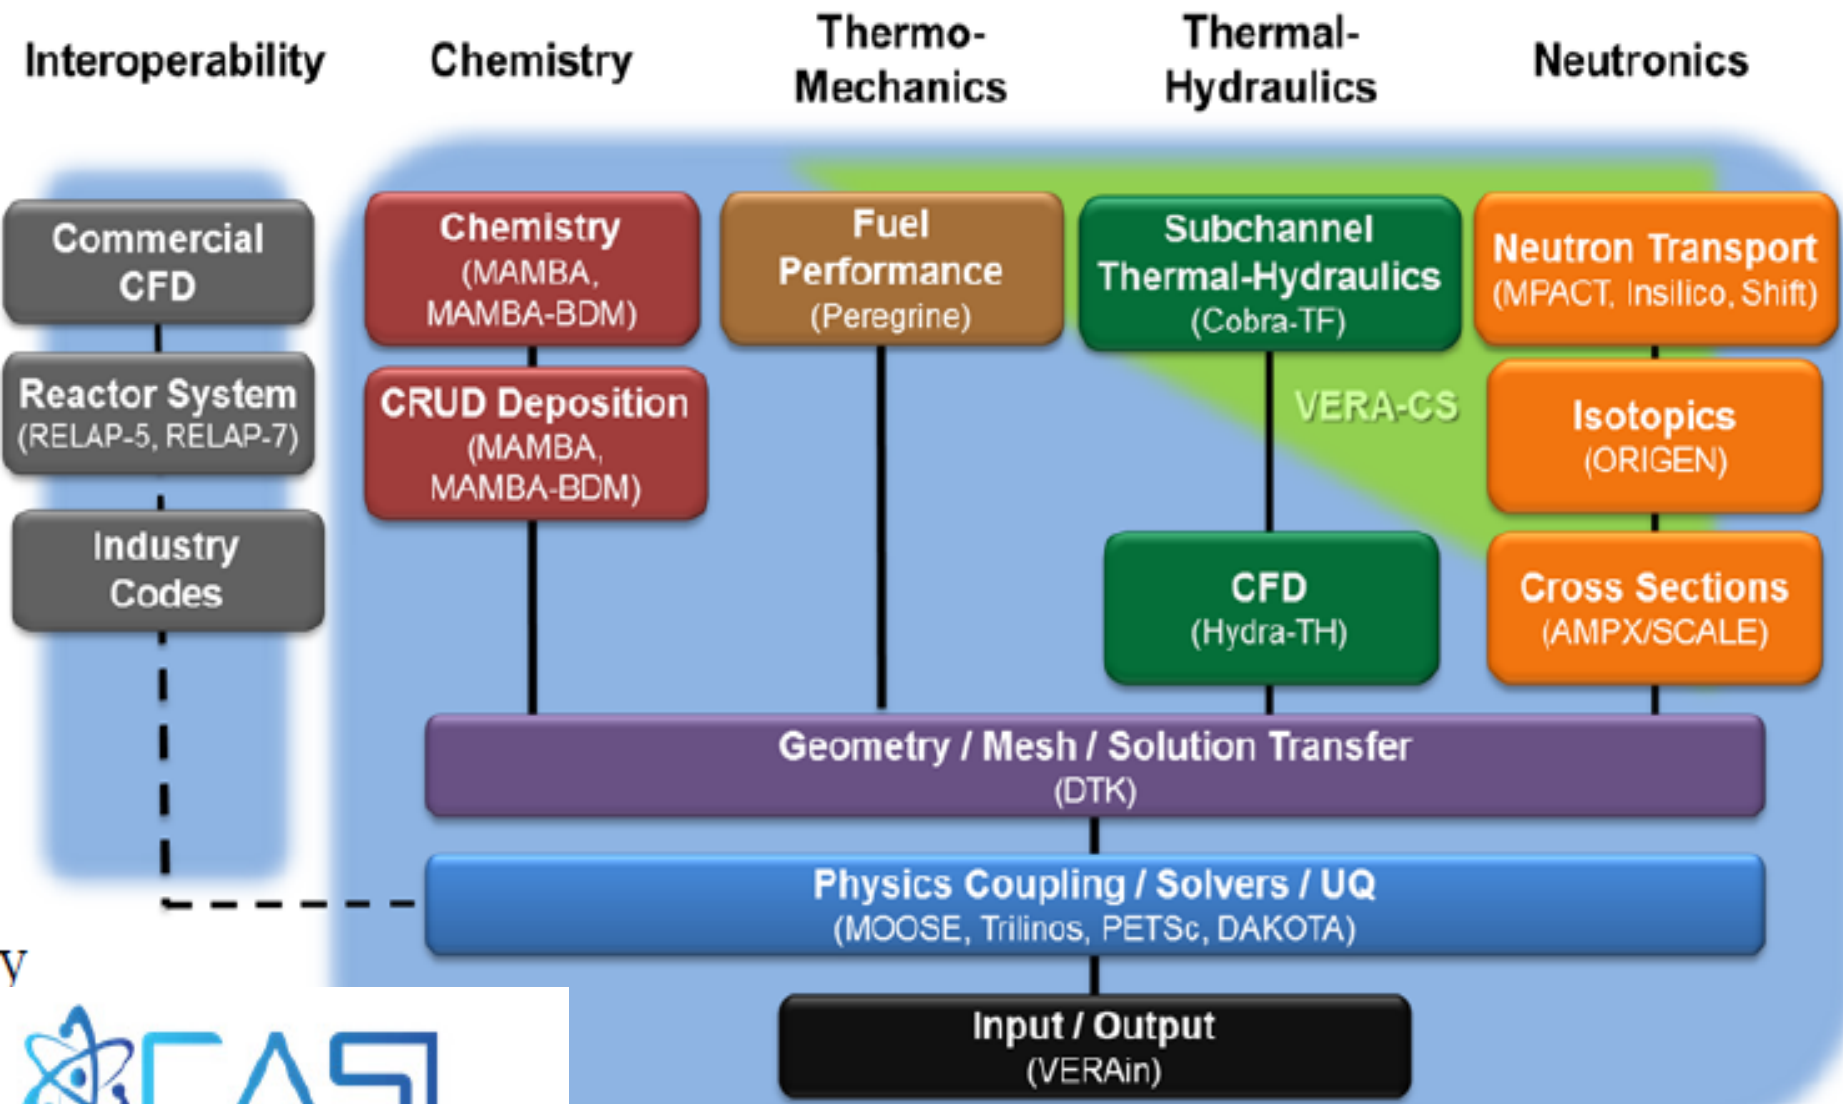 Interoperability
Chemistry
Thermo-
Mechanics
Thermal-
Hydraulics
Neutronics
Commercial
CFD
Reactor System
(RELAP-5, RELAP-7)
Industry
Codes
Chemistry
(MAMBA,
MAMBA-BDM)
CRUD Deposition
(MAMBA,
MAMBA-BDM)
Fuel
Performance
(Peregrine)
Subchannel
Thermal-Hydraulics
(Cobra-TF)
VERA-CS
CFD
(Hydra-TH)
Neutron Transport
(MPACT, Insilico, Shift)
Isotopics
(ORIGEN)
Cross Sections
(AMPX/SCALE)
Geometry / Mesh / Solution Transfer
(DTK)
Physics Coupling / Solvers / UQ
(MOOSE, Trilinos, PETSc, DAKOTA)
Input / Output
(VERAin)
y